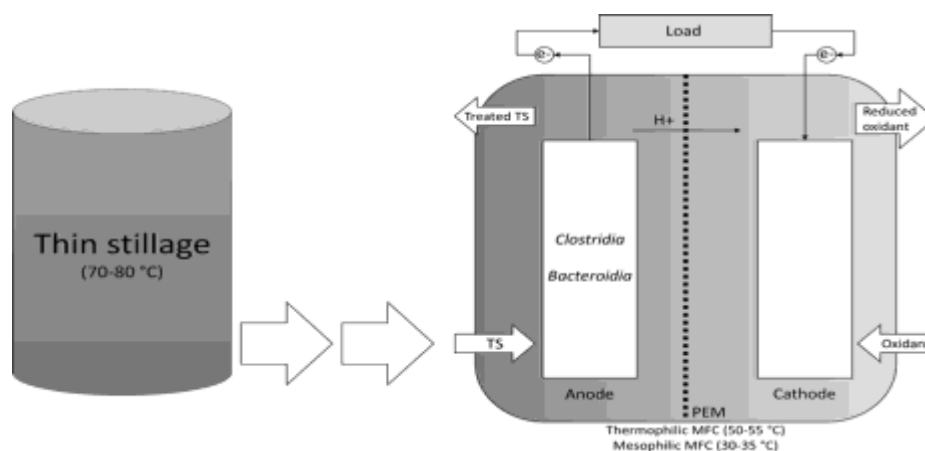 Load
e-
e-
Treated TS
H+
Reduced
oxidant
Thin stillage
(70-80 °C)
Clostridia
Bacteroidia
TS
Oxidant
Anode
Cathode
PEM
Thermophilic MFC (50-55 °C)
Mesophilic MFC (30-35 °C)